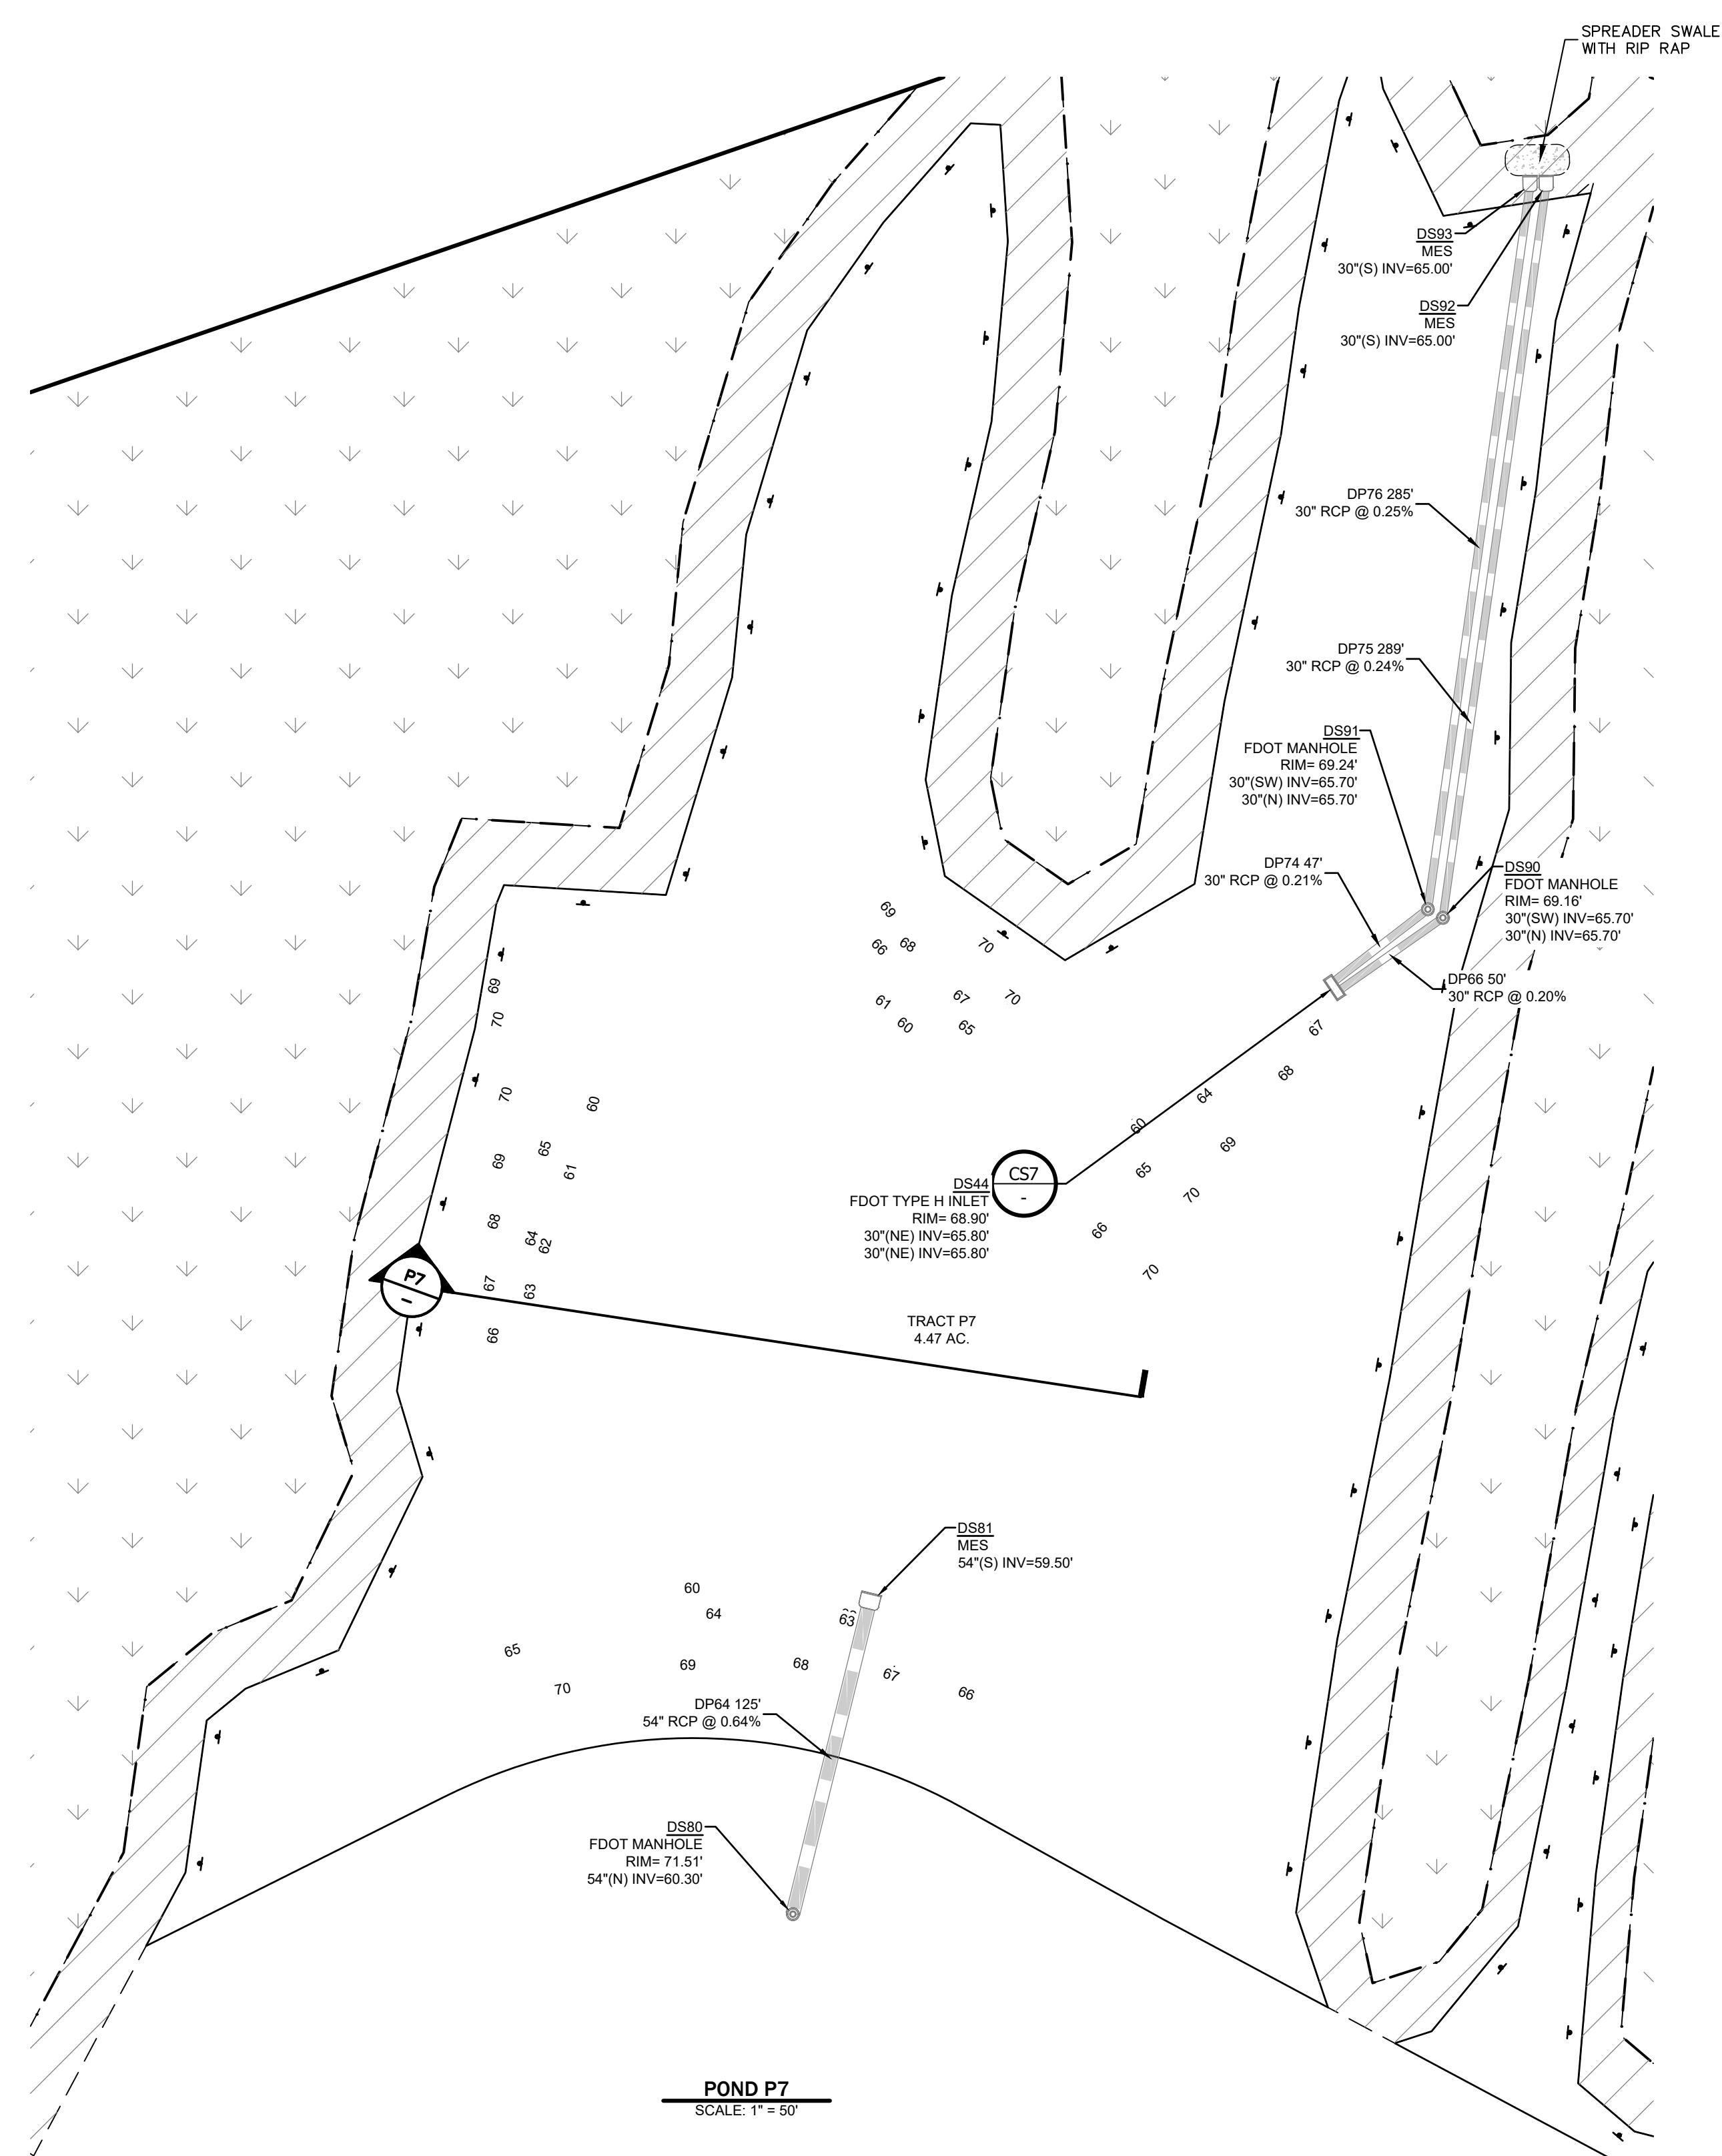 SPREADER SWALE
WITH RIP RAP
DS93
MES
30"(S) INV=65.00'
DS92
MES
30"(S) INV=65.00'
DP76 285'
30" RCP @ 0.25%
DP75 289'
30" RCP @ 0.24%
DS91
FDOT MANHOLE
RIM= 69.24'
30"(SW) INV=65.70'
30"(N) INV=65.70'
DP74 47'
30" RCP @ 0.21%
DS90
FDOT MANHOLE
RIM= 69.16'
30"(SW) INV=65.70'
30"(N) INV=65.70'
DP66 50'
30" RCP @ 0.20%
69
66
68
70
61
60
67
70
65
69
70
70
60
69
65
61
68
64
62
67
63
66
67
68
64
60
69
65
70
66
70
CS7
-
DS44
FDOT TYPE H INLET
RIM= 68.90'
30"(NE) INV=65.80'
30"(NE) INV=65.80'
P7
-
TRACT P7
4.47 AC.
DS81
MES
54"(S) INV=59.50'
60
64
63
65
69
68
67
70
66
DP64 125'
54" RCP @ 0.64%
DS80
FDOT MANHOLE
RIM= 71.51'
54"(N) INV=60.30'
POND P7
SCALE: 1" = 50'